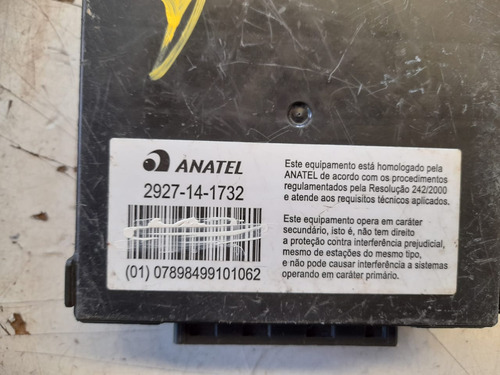 ANATEL
2927-14-1732
(01) 07898499101062
Este equipamento está homologado pela
ANATEL de acordo com os procedimentos
regulamentados pela Resolução 242/2000
e atende aos requisitos técnicos aplicados.
Este equipamento opera em caráter
secundário, isto é, não tem direito
a proteção contra interferência prejudicial,
mesmo de estações do mesmo tipo,
e não pode causar interferência a sistemas
operando em caráter primário.